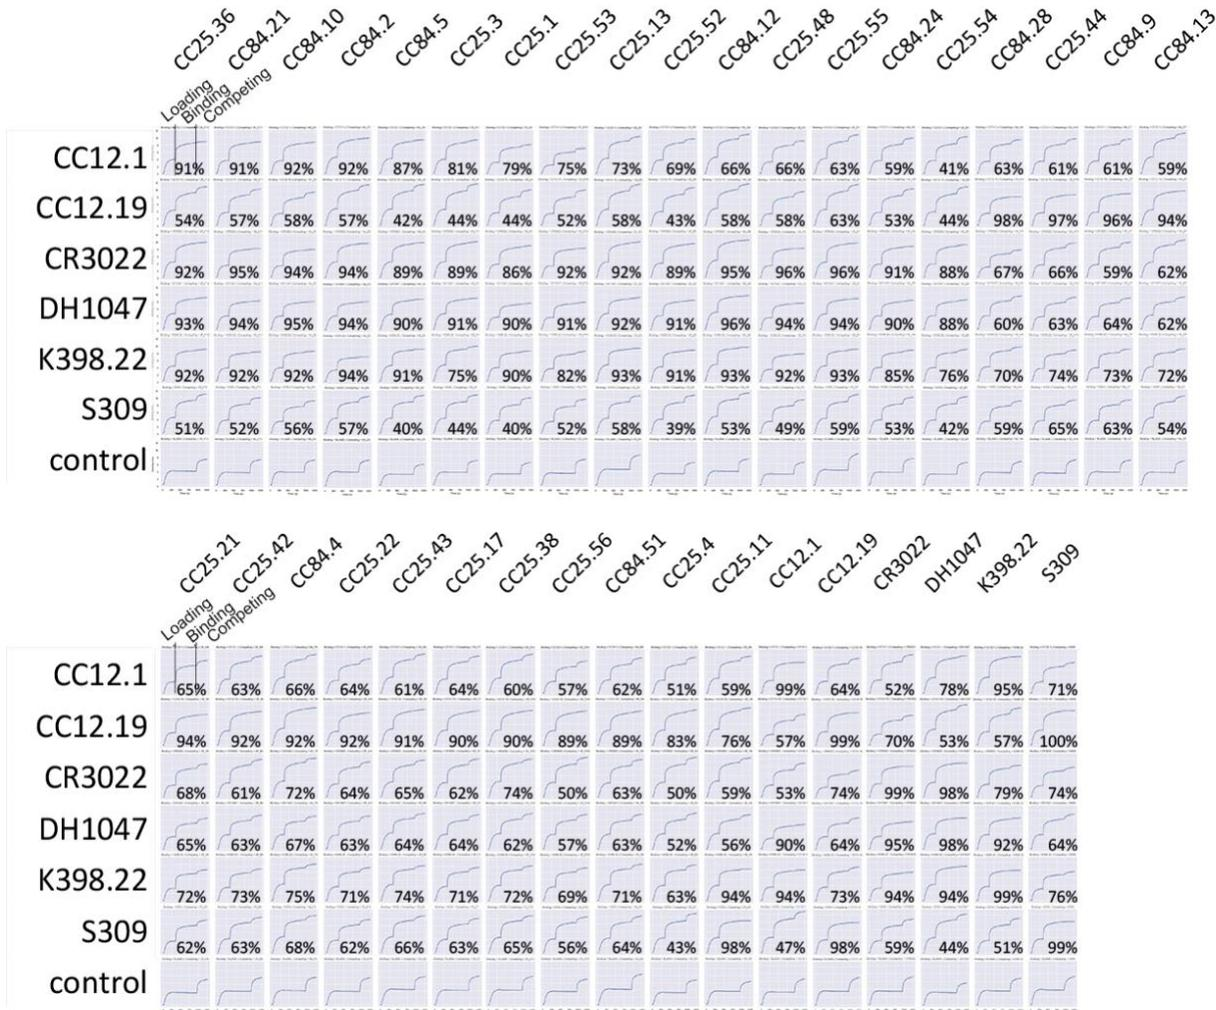 CC25.36 CC84.21 CC84.10 CC84.2 CC84.5 CC25.3 CC25.1 CC25.53 CC25.13 CC25.52 CC84.12 CC25.48 CC25.55 CC84.24 CC25.54 CC84.28 CC25.44 CC84.9 CC84.13
Loading
Binding
Competing
CC12.1 91% 91% 92% 92% 87% 81% 79% 75% 73% 69% 66% 66% 63% 59% 41% 63% 61% 61% 59%
CC12.19 54% 57% 58% 57% 42% 44% 44% 52% 58% 43% 58% 58% 63% 53% 44% 98% 97% 96% 94%
CR3022 92% 95% 94% 94% 89% 89% 86% 92% 92% 89% 95% 96% 96% 91% 88% 67% 66% 59% 62%
DH1047 93% 94% 95% 94% 90% 91% 90% 91% 92% 91% 96% 94% 94% 90% 88% 60% 63% 64% 62%
K398.22 92% 92% 92% 94% 91% 75% 90% 82% 93% 91% 93% 92% 93% 85% 76% 70% 74% 73% 72%
S309 51% 52% 56% 57% 40% 44% 40% 52% 58% 39% 53% 49% 59% 53% 42% 59% 65% 63% 54%
control
CC25.21 CC25.42 CC84.4 CC25.22 CC25.43 CC25.17 CC25.38 CC25.56 CC84.51 CC25.4 CC25.11 CC12.1 CC12.19 CR3022 DH1047 K398.22 S309
Loading
Binding
Competing
CC12.1 65% 63% 66% 64% 61% 64% 60% 57% 62% 51% 59% 99% 64% 52% 78% 95% 71%
CC12.19 94% 92% 92% 92% 91% 90% 90% 89% 89% 83% 76% 57% 99% 70% 53% 57% 100%
CR3022 68% 61% 72% 64% 65% 62% 74% 50% 63% 50% 59% 53% 74% 99% 98% 79% 74%
DH1047 65% 63% 67% 63% 64% 64% 62% 57% 63% 52% 56% 90% 64% 95% 98% 92% 64%
K398.22 72% 73% 75% 71% 74% 71% 72% 69% 71% 63% 94% 94% 73% 94% 94% 99% 76%
S309 62% 63% 68% 62% 66% 63% 65% 56% 64% 43% 98% 47% 98% 59% 44% 51% 99%
control